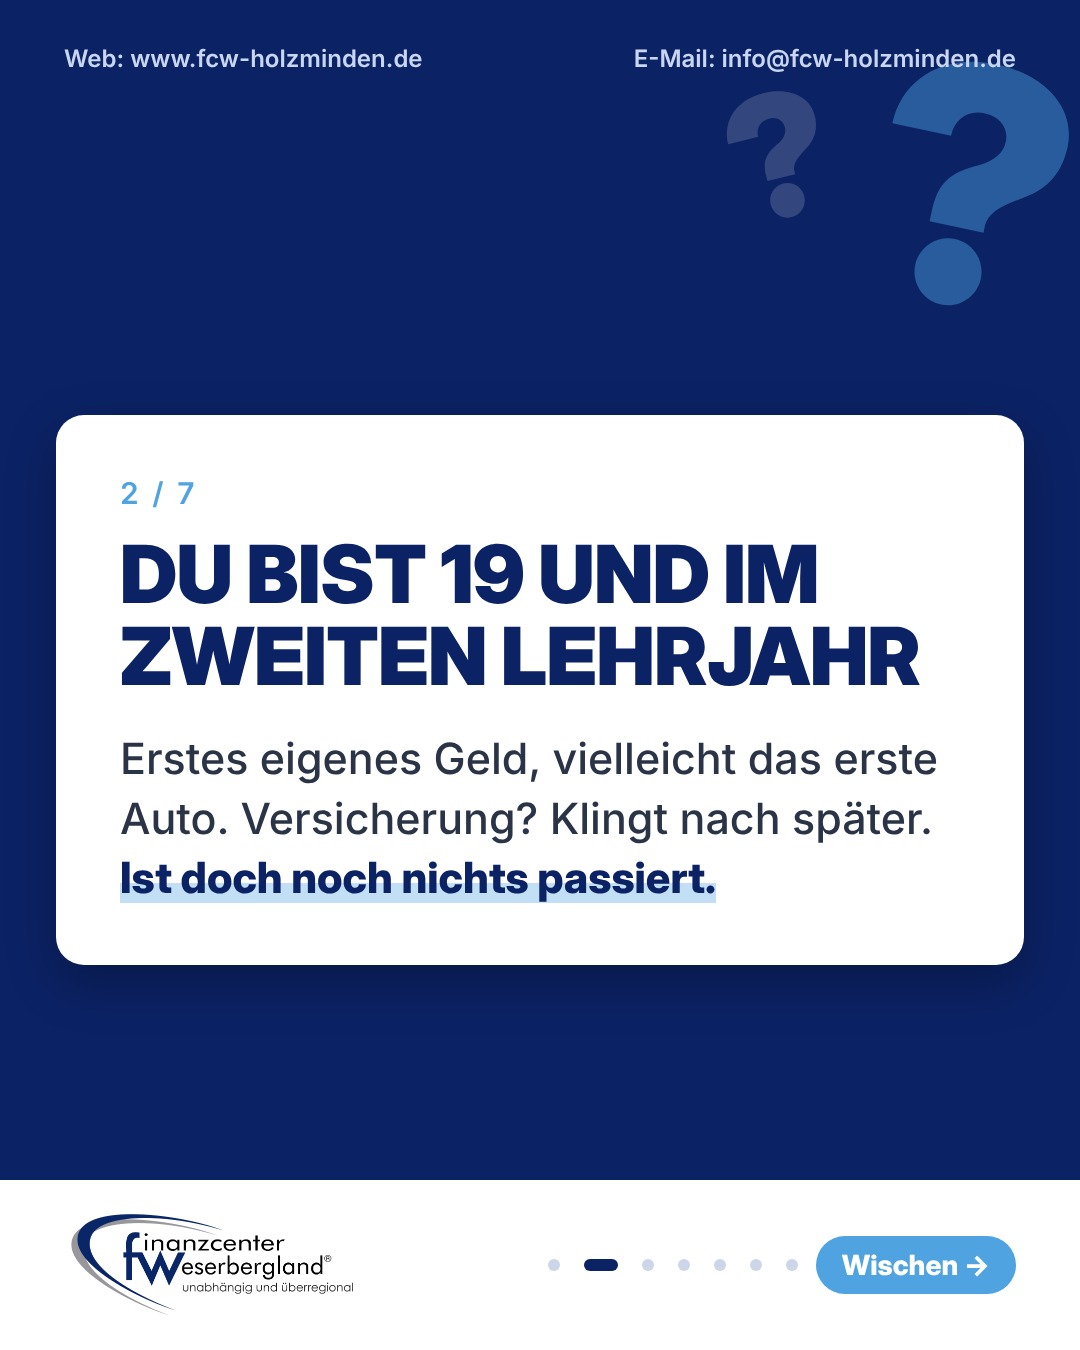 Web: www.fcw-holzminden.de
E-Mail: info@fcw-holzminden.de
? ?
2 / 7
DU BIST 19 UND IM
ZWEITEN LEHRJAHR
Erstes eigenes Geld, vielleicht das erste
Auto. Versicherung? Klingt nach später.
Ist doch noch nichts passiert.
finanzcenter
Weserbergland®
unabhängig und überregional
Wischen →